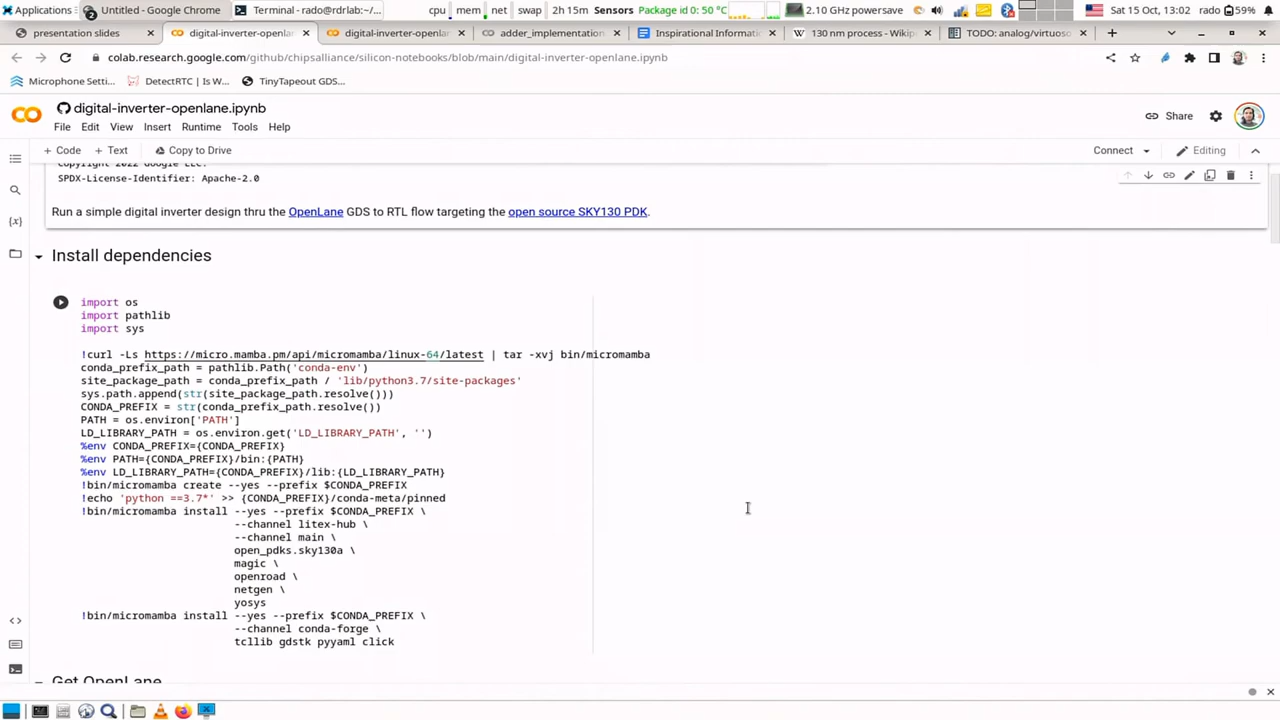 Applications
Untitled - Google Chrome
Terminal - rado@rdrlab: ~/...
cpu
mem
net
swap
2h 15m
Sensors
Package id 0: 50 °C
2.10 GHz powersave
Sat 15 Oct, 13:02
rado
59%
presentation slides
digital-inverter-openlane
digital-inverter-openlan
adder_implementation.
Inspirational Informati
130 nm process - Wikip
TODO: analog/virtuoso
colab.research.google.com/github/chipsalliance/silicon-notebooks/blob/main/digital-inverter-openlane.ipynb
Microphone Setti...
DetectRTC | Is W...
TinyTapeout GDS...
digital-inverter-openlane.ipynb
File Edit View Insert Runtime Tools Help
Share
+ Code + Text
Copy to Drive
Connect
Editing
Copyright 2022 Google LLC.
SPDX-License-Identifier: Apache-2.0
Run a simple digital inverter design thru the OpenLane GDS to RTL flow targeting the open source SKY130 PDK.
Install dependencies
import os
import pathlib
import sys
!curl -Ls https://micro.mamba.pm/api/micromamba/linux-64/latest | tar -xvj bin/micromamba
conda_prefix_path = pathlib.Path('conda-env')
site_package_path = conda_prefix_path / 'lib/python3.7/site-packages'
sys.path.append(str(site_package_path.resolve()))
CONDA_PREFIX = str(conda_prefix_path.resolve())
PATH = os.environ['PATH']
LD_LIBRARY_PATH = os.environ.get('LD_LIBRARY_PATH', '')
%env CONDA_PREFIX={CONDA_PREFIX}
%env PATH={CONDA_PREFIX}/bin:{PATH}
%env LD_LIBRARY_PATH={CONDA_PREFIX}/lib:{LD_LIBRARY_PATH}
!bin/micromamba create --yes --prefix $CONDA_PREFIX
!echo 'python ==3.7*' >> {CONDA_PREFIX}/conda-meta/pinned
!bin/micromamba install --yes --prefix $CONDA_PREFIX \
--channel litex-hub \
--channel main \
open_pdks.sky130a \
magic \
openroad \
netgen \
yosys
!bin/micromamba install --yes --prefix $CONDA_PREFIX \
--channel conda-forge \
tcllib gdstk pyyaml click
Get OpenLane